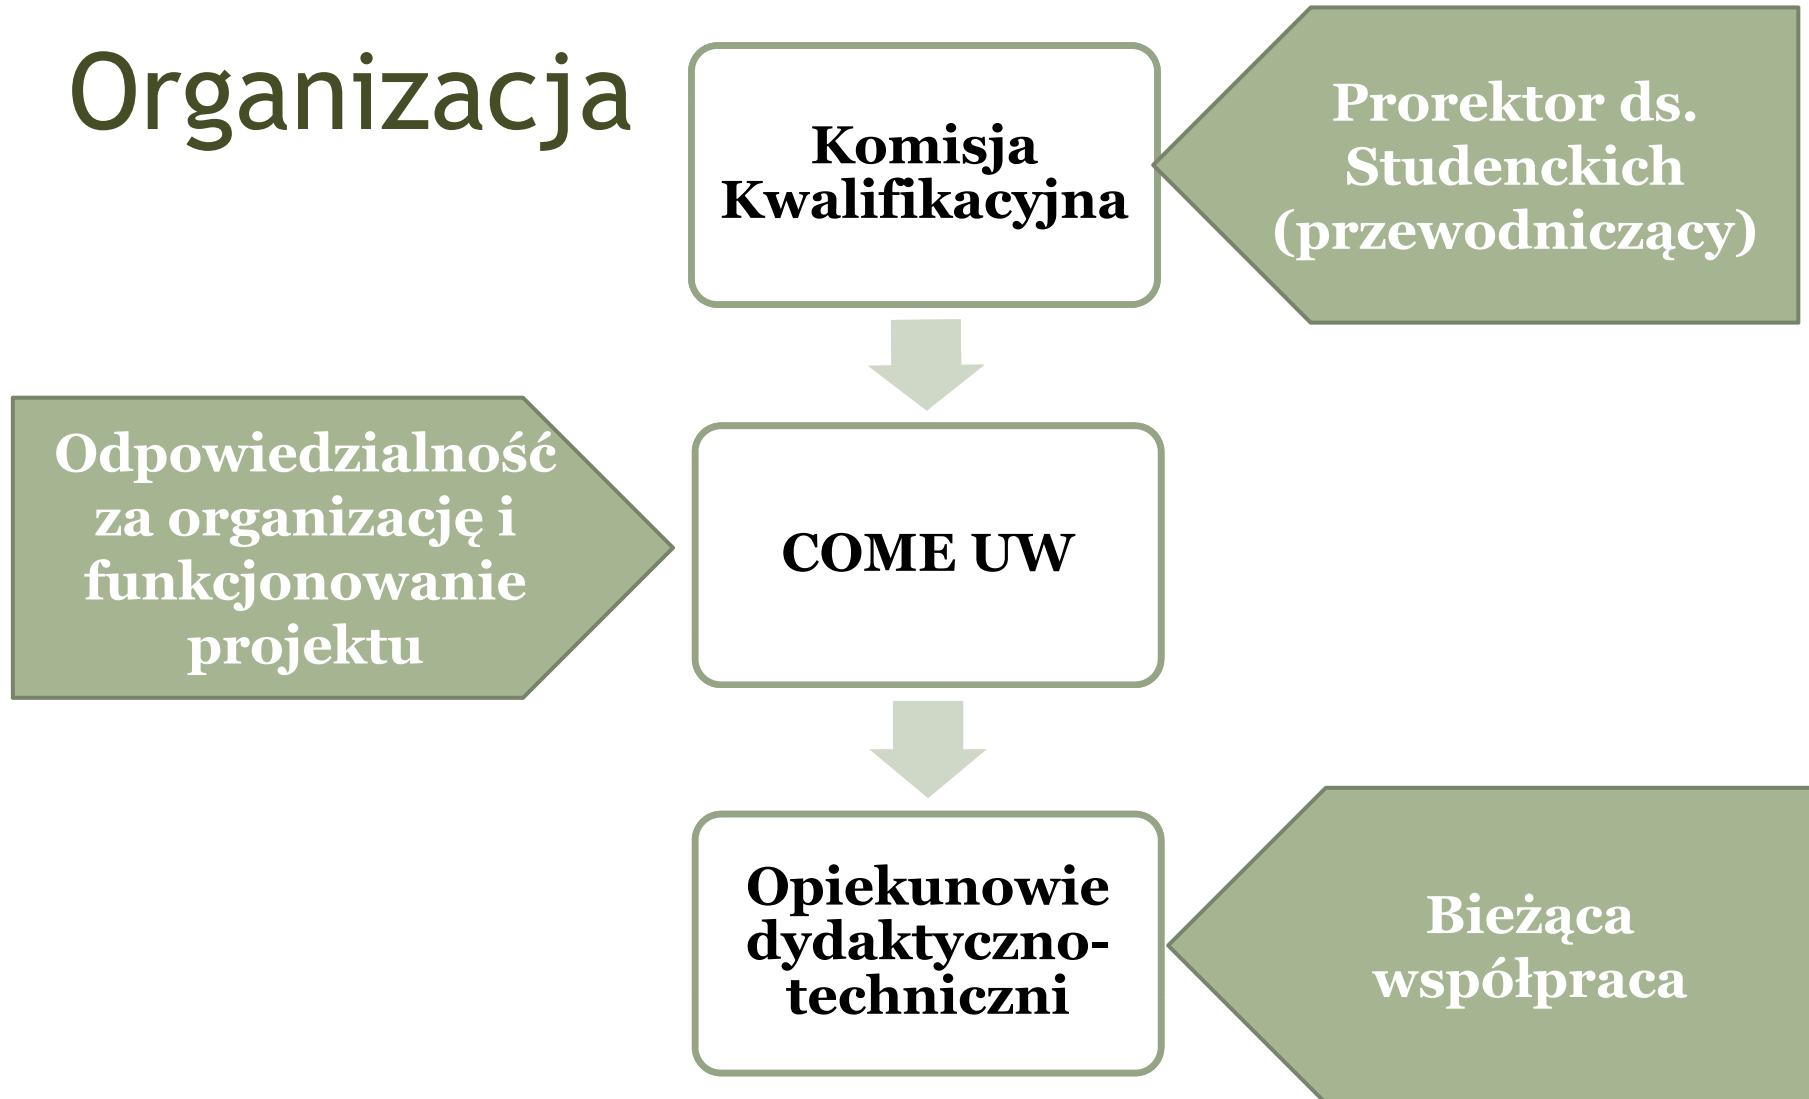 Organizacja
Komisja
Kwalifikacyjna
Prorektor ds.
Studenckich
(przewodniczący)
Odpowiedzialność
za organizację i
funkcjonowanie
projektu
COME UW
Opiekunowie
dydaktyczno-
techniczni
Bieżąca
współpraca